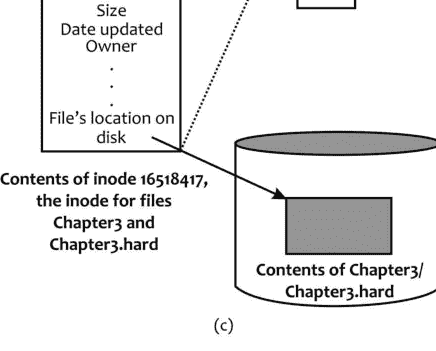 Size
Date updated
Owner
.
.
.
File's location on
disk
Contents of inode 16518417,
the inode for files
Chapter3 and
Chapter3.hard
Contents of Chapter3/
Chapter3.hard
(c)